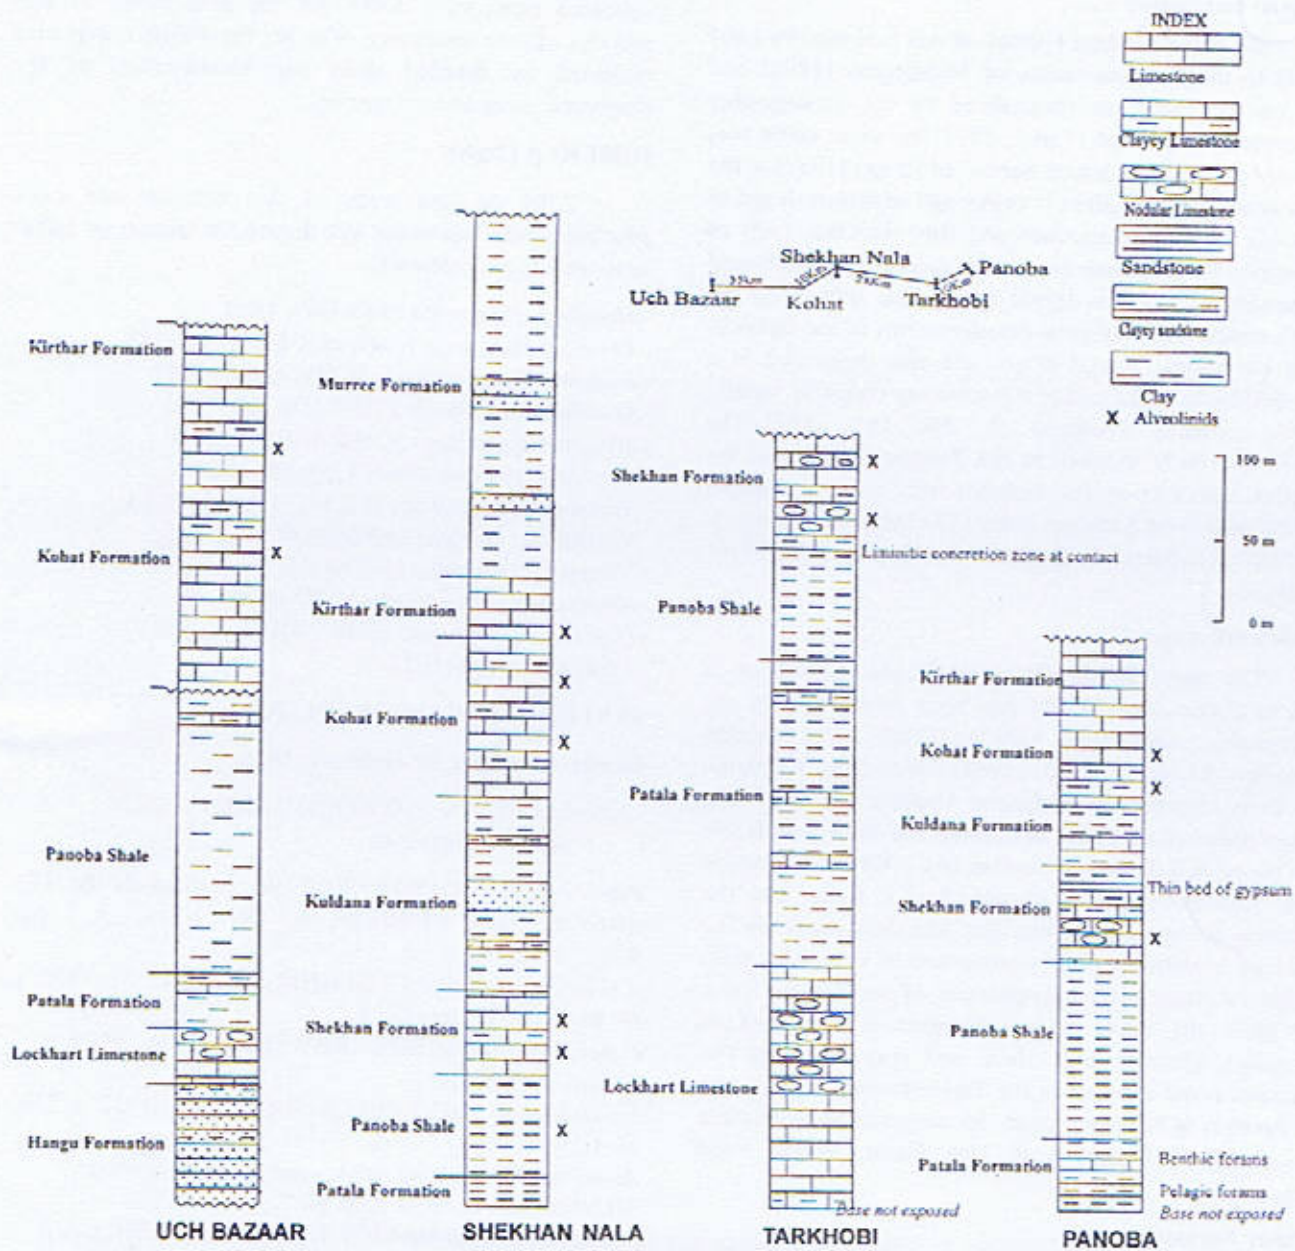 INDEX
Limestone
Clayey Limestone
Nodular Limestone
Sandstone
Clayey sandstone
Clay
X Alveolinids
100 m
50 m
0 m
Shekhan Nala
Panoba
Uch Bazaar
Kohat
Tarkhobi
35Km
10Km
Kirthar Formation
X
Kohat Formation
X
Panoba Shale
Patala Formation
Lockhart Limestone
Hangu Formation
UCH BAZAAR
Murree Formation
Kirthar Formation
X
X
Kohat Formation
X
Kuldana Formation
Shekhan Formation
X
X
Panoba Shale
X
Patala Formation
SHEKHAN NALA
X
Shekhan Formation
X
Limonitic concretion zone at contact
Panoba Shale
Patala Formation
Lockhart Limestone
Base not exposed
TARKHOBI
Kirthar Formation
Kohat Formation
X
X
Kuldana Formation
Thin bed of gypsum
Shekhan Formation
X
Panoba Shale
Benthic forams
Patala Formation
Pelagic forams
Base not exposed
PANOBA